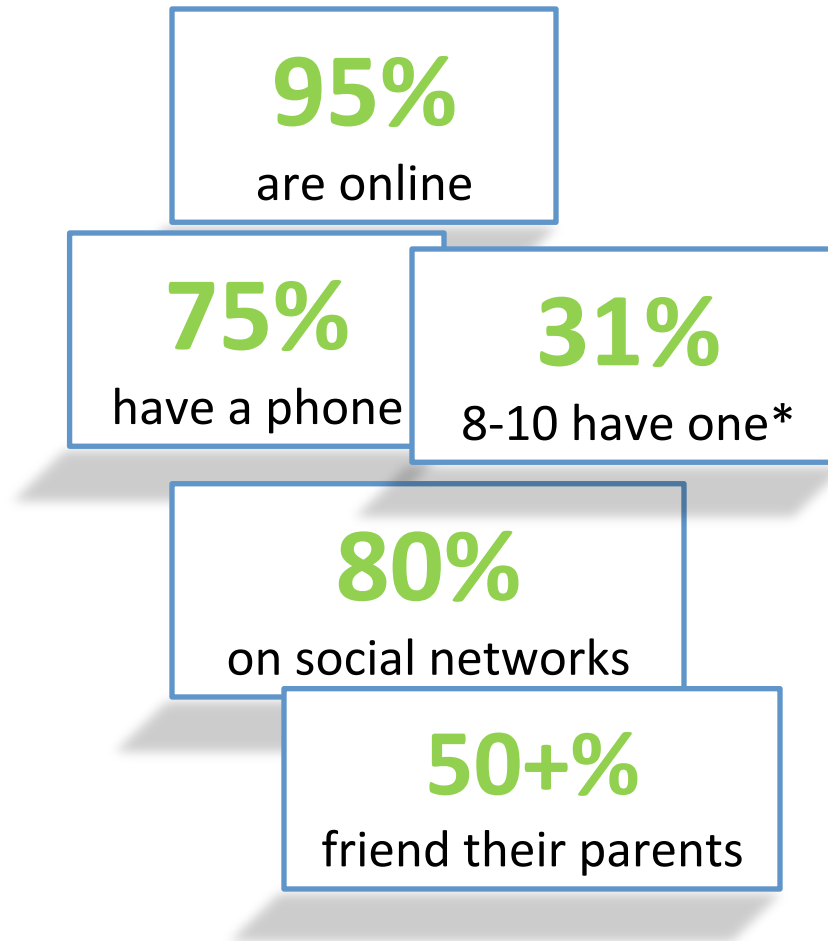 95%
are online
75%
have a phone
31%
8-10 have one*
80%
on social networks
50+%
friend their parents